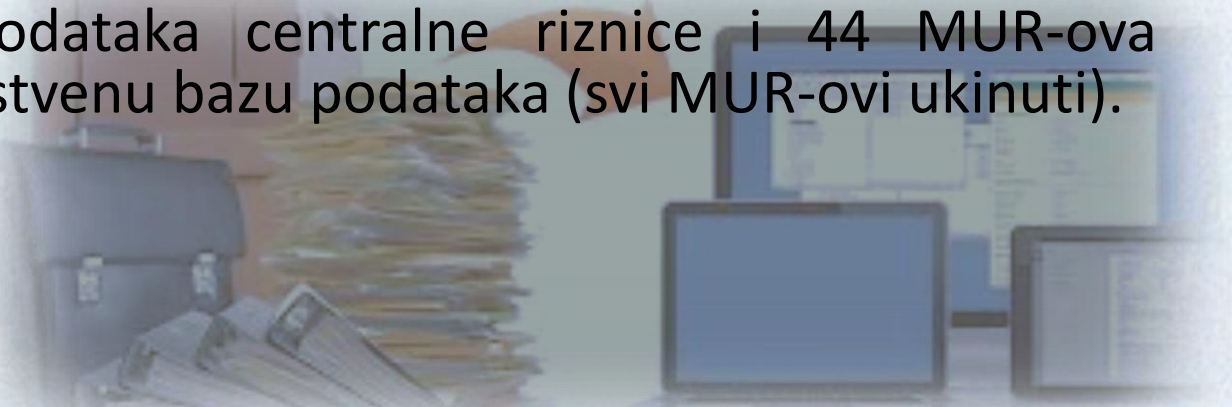 odataka centralne riznice i 44 MUR-ova
stvenu bazu podataka (svi MUR-ovi ukinuti).